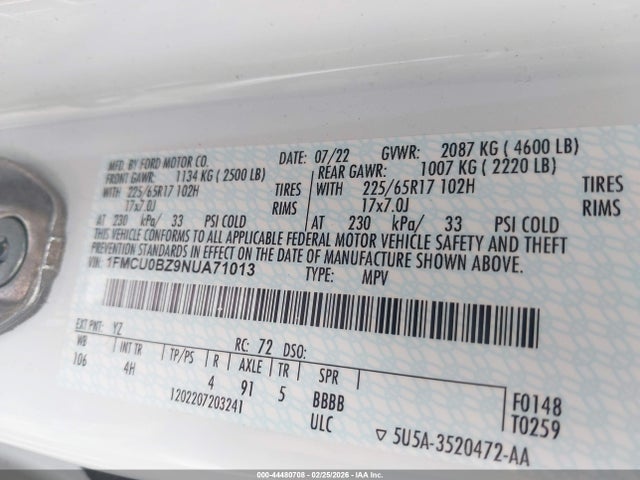 MFD. BY FORD MOTOR CO. DATE: 07/22 GVWR: 2087 KG ( 4600 LB)
FRONT GAWR: 1134 KG ( 2500 LB) REAR GAWR: 1007 KG ( 2220 LB)
WITH 225/65R17 102H TIRES WITH 225/65R17 102H TIRES
17x7.0J RIMS 17x7.0J RIMS
AT 230 kPa/ 33 PSI COLD AT 230 kPa/ 33 PSI COLD
THIS VEHICLE CONFORMS TO ALL APPLICABLE FEDERAL MOTOR VEHICLE SAFETY AND THEFT
PREVENTION STANDARDS IN EFFECT ON THE DATE OF MANUFACTURE SHOWN ABOVE.
VIN: 1FMCU0BZ9NUA71013 TYPE: MPV
EXT PNT: YZ RC: 72 DSO:
WB INT TR TP/PS R AXLE TR SPR
106 4H 4 91 5 BBBB
1202207203241 ULC
F0148
T0259
▽ 5U5A-3520472-AA
000-44480708 - 02/25/2026 - COPART, IAA